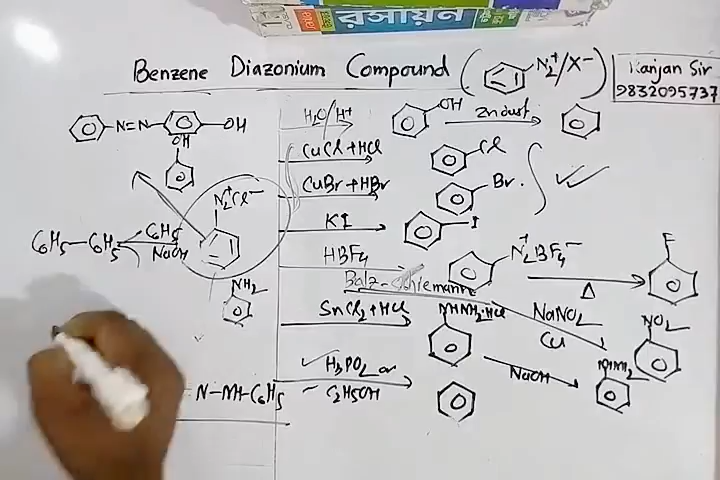 রসায়ন
Benzene Diazonium Compound ( N₂⁺/X⁻ )
Ranjan Sir
9832095737
N=N OH
OH
N₂⁺Cl⁻
C₆H₅–C₆H₅ C₆H₆ NaOH
NH₂
N–NH–C₆H₅
H₂O/H⁺ OH Zn dust
CuCl+HCl Cl
CuBr+HBr Br.
KI I
HBF₄ N₂⁺BF₄⁻ Δ F
Balz-Schiemann
SnCl₂+HCl NHNH₂·HCl NaNO₂ Cu NO₂
NaOH NHNH₂
H₃PO₂ or
C₂H₅OH